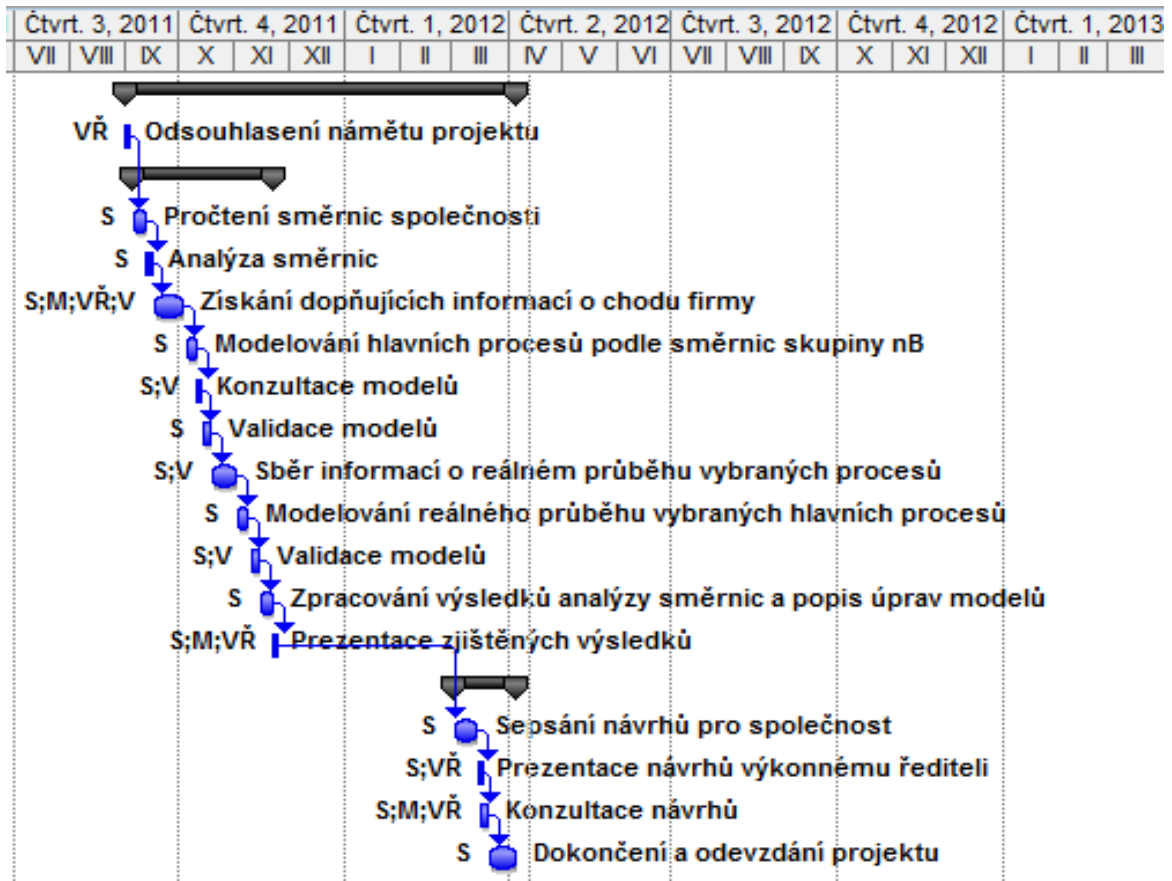 Čtvrt. 3, 2011 Čtvrt. 4, 2011 Čtvrt. 1, 2012 Čtvrt. 2, 2012 Čtvrt. 3, 2012 Čtvrt. 4, 2012 Čtvrt. 1, 2013
VII VIII IX X XI XII I II III IV V VI VII VIII IX X XI XII I II III
VŘ Odsouhlasení námětu projektu
S Pročtení směrnic společnosti
S Analýza směrnic
S;M;VŘ;V Získání dopňujících informací o chodu firmy
S Modelování hlavních procesů podle směrnic skupiny nB
S;V Konzultace modelů
S Validace modelů
S;V Sběr informací o reálném průběhu vybraných procesů
S Modelování reálného průběhu vybraných hlavních procesů
S;V Validace modelů
S Zpracování výsledků analýzy směrnic a popis úprav modelů
S;M;VŘ Prezentace zjištěných výsledků
S Sepsání návrhů pro společnost
S;VŘ Prezentace návrhů výkonnému řediteli
S;M;VŘ Konzultace návrhů
S Dokončení a odevzdání projektu